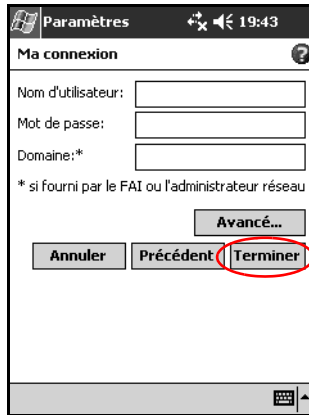 Paramètres 19:43
Ma connexion
Nom d'utilisateur:
Mot de passe:
Domaine:*
* si fourni par le FAI ou l'administrateur réseau
Avancé...
Annuler Précédent Terminer